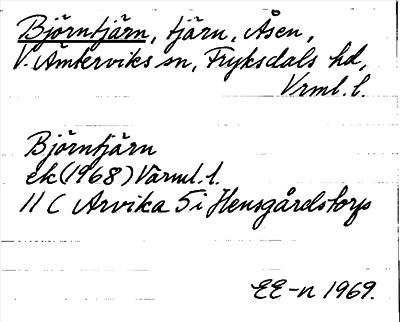 Björntjärn, tjärn, Åsen,
V. Ämterviks sn, Fryksdals hd,
Vrml. l.
Björntjärn
ek (1968) Värml. l.
11 C Arvika 5 i Hensgårdstorp
EE-n 1969.